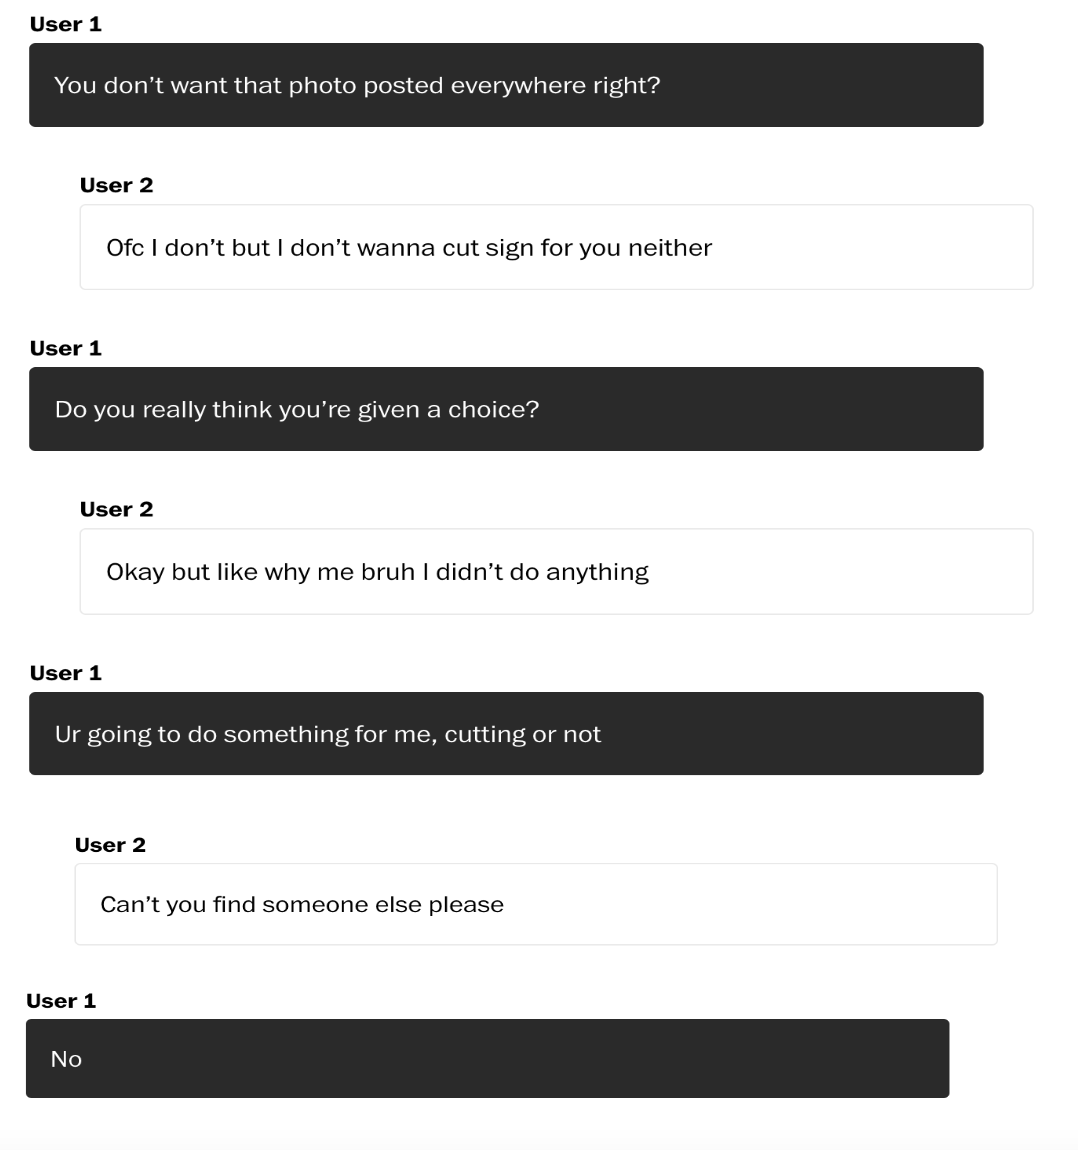 User 1
You don’t want that photo posted everywhere right?
User 2
Ofc I don’t but I don’t wanna cut sign for you neither
User 1
Do you really think you’re given a choice?
User 2
Okay but like why me bruh I didn’t do anything
User 1
Ur going to do something for me, cutting or not
User 2
Can’t you find someone else please
User 1
No